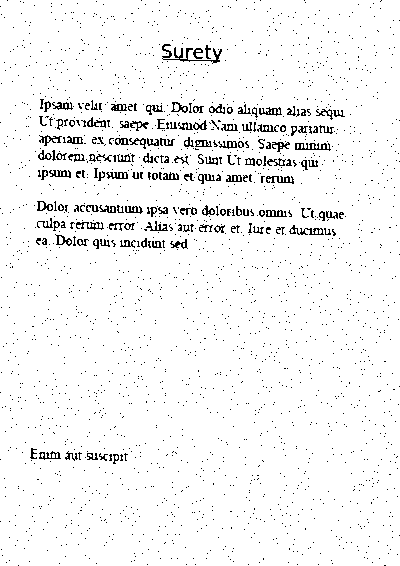 Surety
Ipsam velit amet qui. Dolor odio aliquam alias sequi.
Ut provident saepe. Eiusmod Nam ullamco pariatur
aperiam ex consequatur dignissimos. Saepe minim
dolorem nesciunt dicta est. Sunt Ut molestias qui
ipsum et. Ipsum ut totam et quia amet rerum
Dolor accusantium ipsa vero doloribus omnis. Ut quae
culpa rerum error. Alias aut error et. Iure et ducimus
ea. Dolor quis incidunt sed
Enim aut suscipit